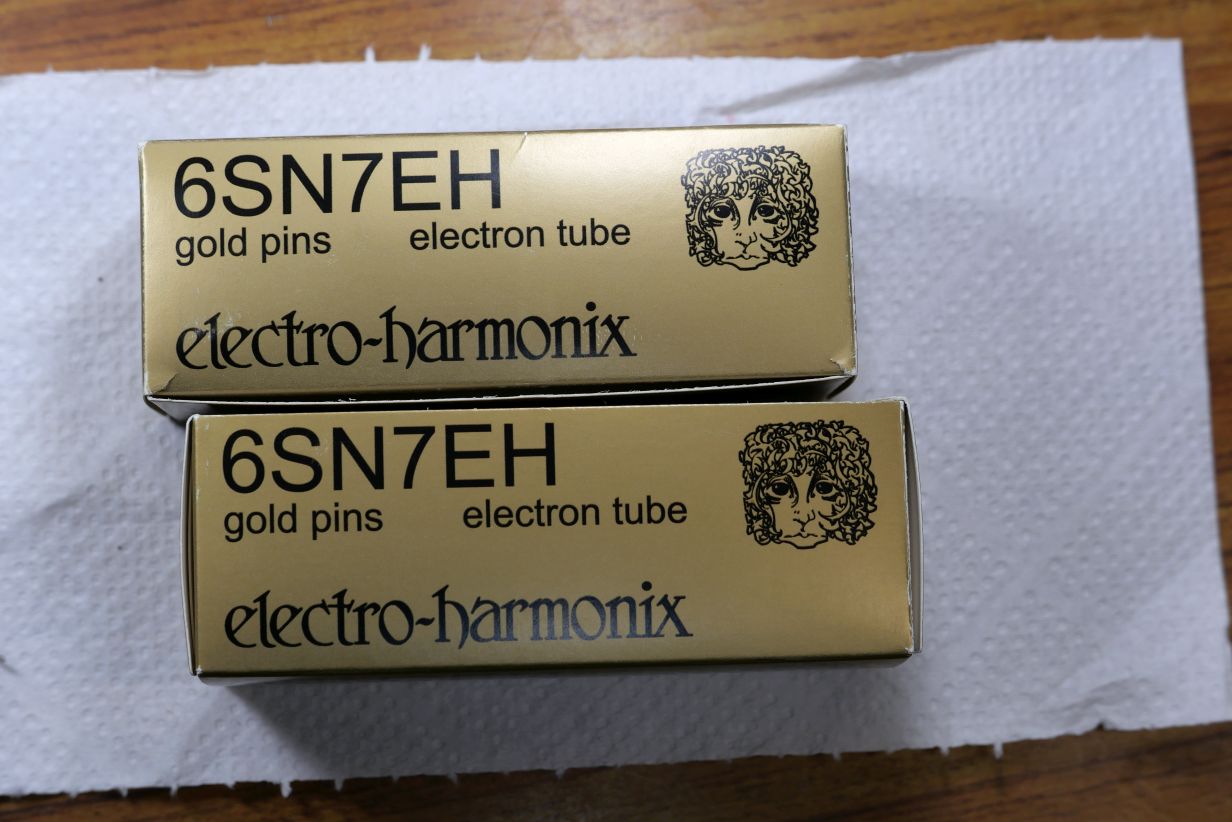 6SN7EH
gold pins electron tube
electro-harmonix
6SN7EH
gold pins electron tube
electro-harmonix